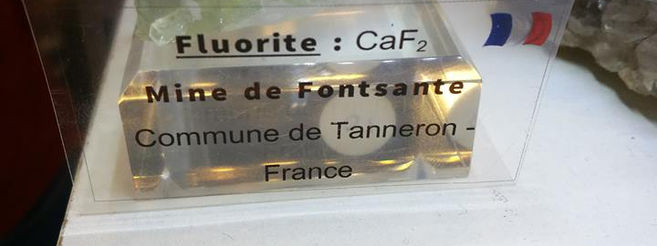 Fluorite : CaF₂
Mine de Fontsante
Commune de Tanneron -
France